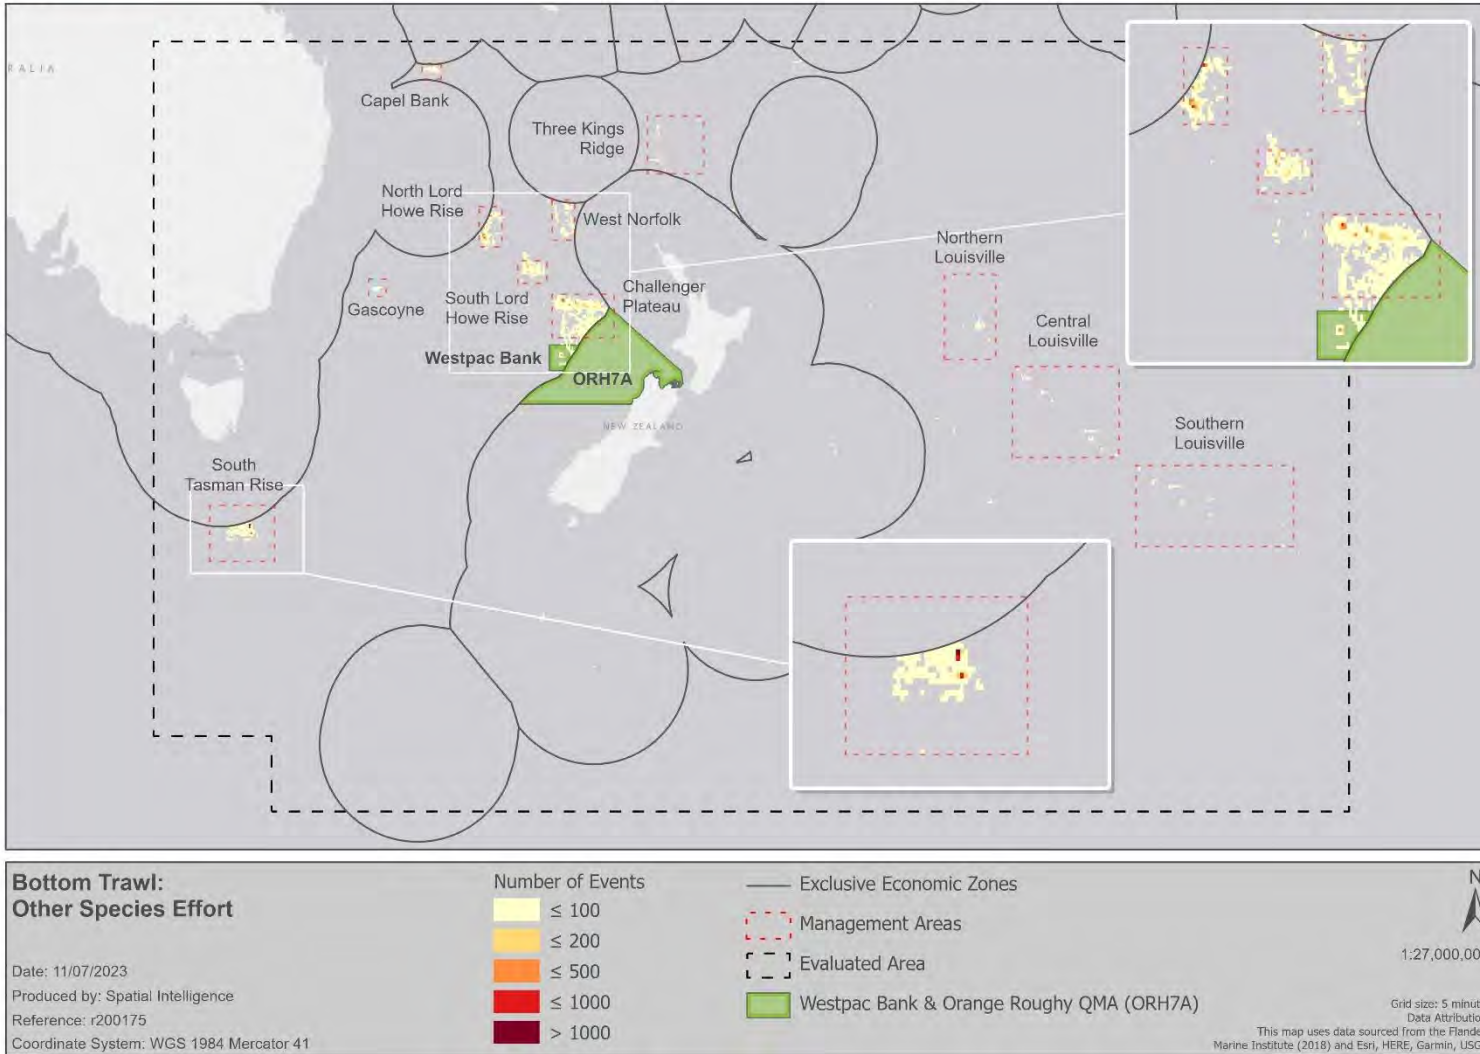 RALIA
Capel Bank
Three Kings
Ridge
North Lord
Howe Rise
West Norfolk
Northern
Louisville
Gascoyne
South Lord
Howe Rise
Challenger
Plateau
Central
Louisville
Westpac Bank
ORH7A
NEW ZEALAND
Southern
Louisville
South
Tasman Rise
Bottom Trawl:
Other Species Effort
Date: 11/07/2023
Produced by: Spatial Intelligence
Reference: r200175
Coordinate System: WGS 1984 Mercator 41
Number of Events
≤ 100
≤ 200
≤ 500
≤ 1000
> 1000
Exclusive Economic Zones
Management Areas
Evaluated Area
Westpac Bank & Orange Roughy QMA (ORH7A)
N
1:27,000,00
Grid size: 5 minut
Data Attributio
This map uses data sourced from the Flande
Marine Institute (2018) and Esri, HERE, Garmin, USG